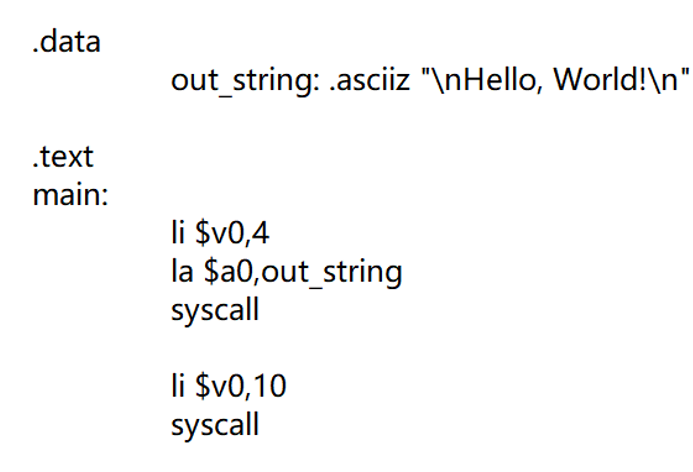 .data
out_string: .asciiz "\nHello, World!\n"
.text
main:
li $v0,4
la $a0,out_string
syscall
li $v0,10
syscall